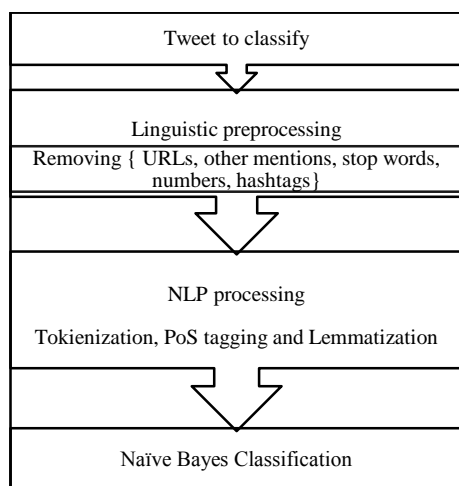 Tweet to classify
Linguistic preprocessing
Removing { URLs, other mentions, stop words,
numbers, hashtags}
NLP processing
Tokienization, PoS tagging and Lemmatization
Naïve Bayes Classification